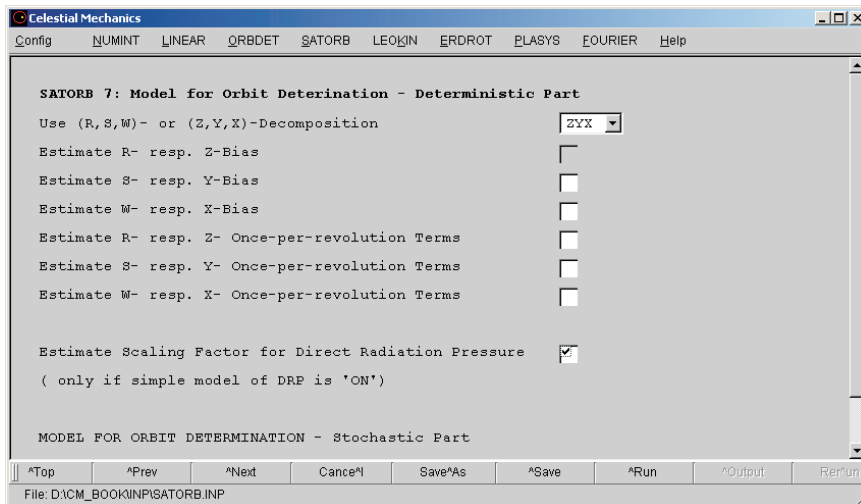 Celestial Mechanics
Config NUMINT LINEAR ORBDET SATORB LEOKIN ERDROT PLASYS FOURIER Help
SATORB 7: Model for Orbit Deterination - Deterministic Part
Use (R,S,W)- or (Z,Y,X)-Decomposition ZYX
Estimate R- resp. Z-Bias
Estimate S- resp. Y-Bias
Estimate W- resp. X-Bias
Estimate R- resp. Z- Once-per-revolution Terms
Estimate S- resp. Y- Once-per-revolution Terms
Estimate W- resp. X- Once-per-revolution Terms
Estimate Scaling Factor for Direct Radiation Pressure
( only if simple model of DRP is 'ON')
MODEL FOR ORBIT DETERMINATION - Stochastic Part
^Top ^Prev ^Next Cance^l Save^As ^Save ^Run ^Output Rer^un
File: D:\CM_BOOK\INP\SATORB.INP